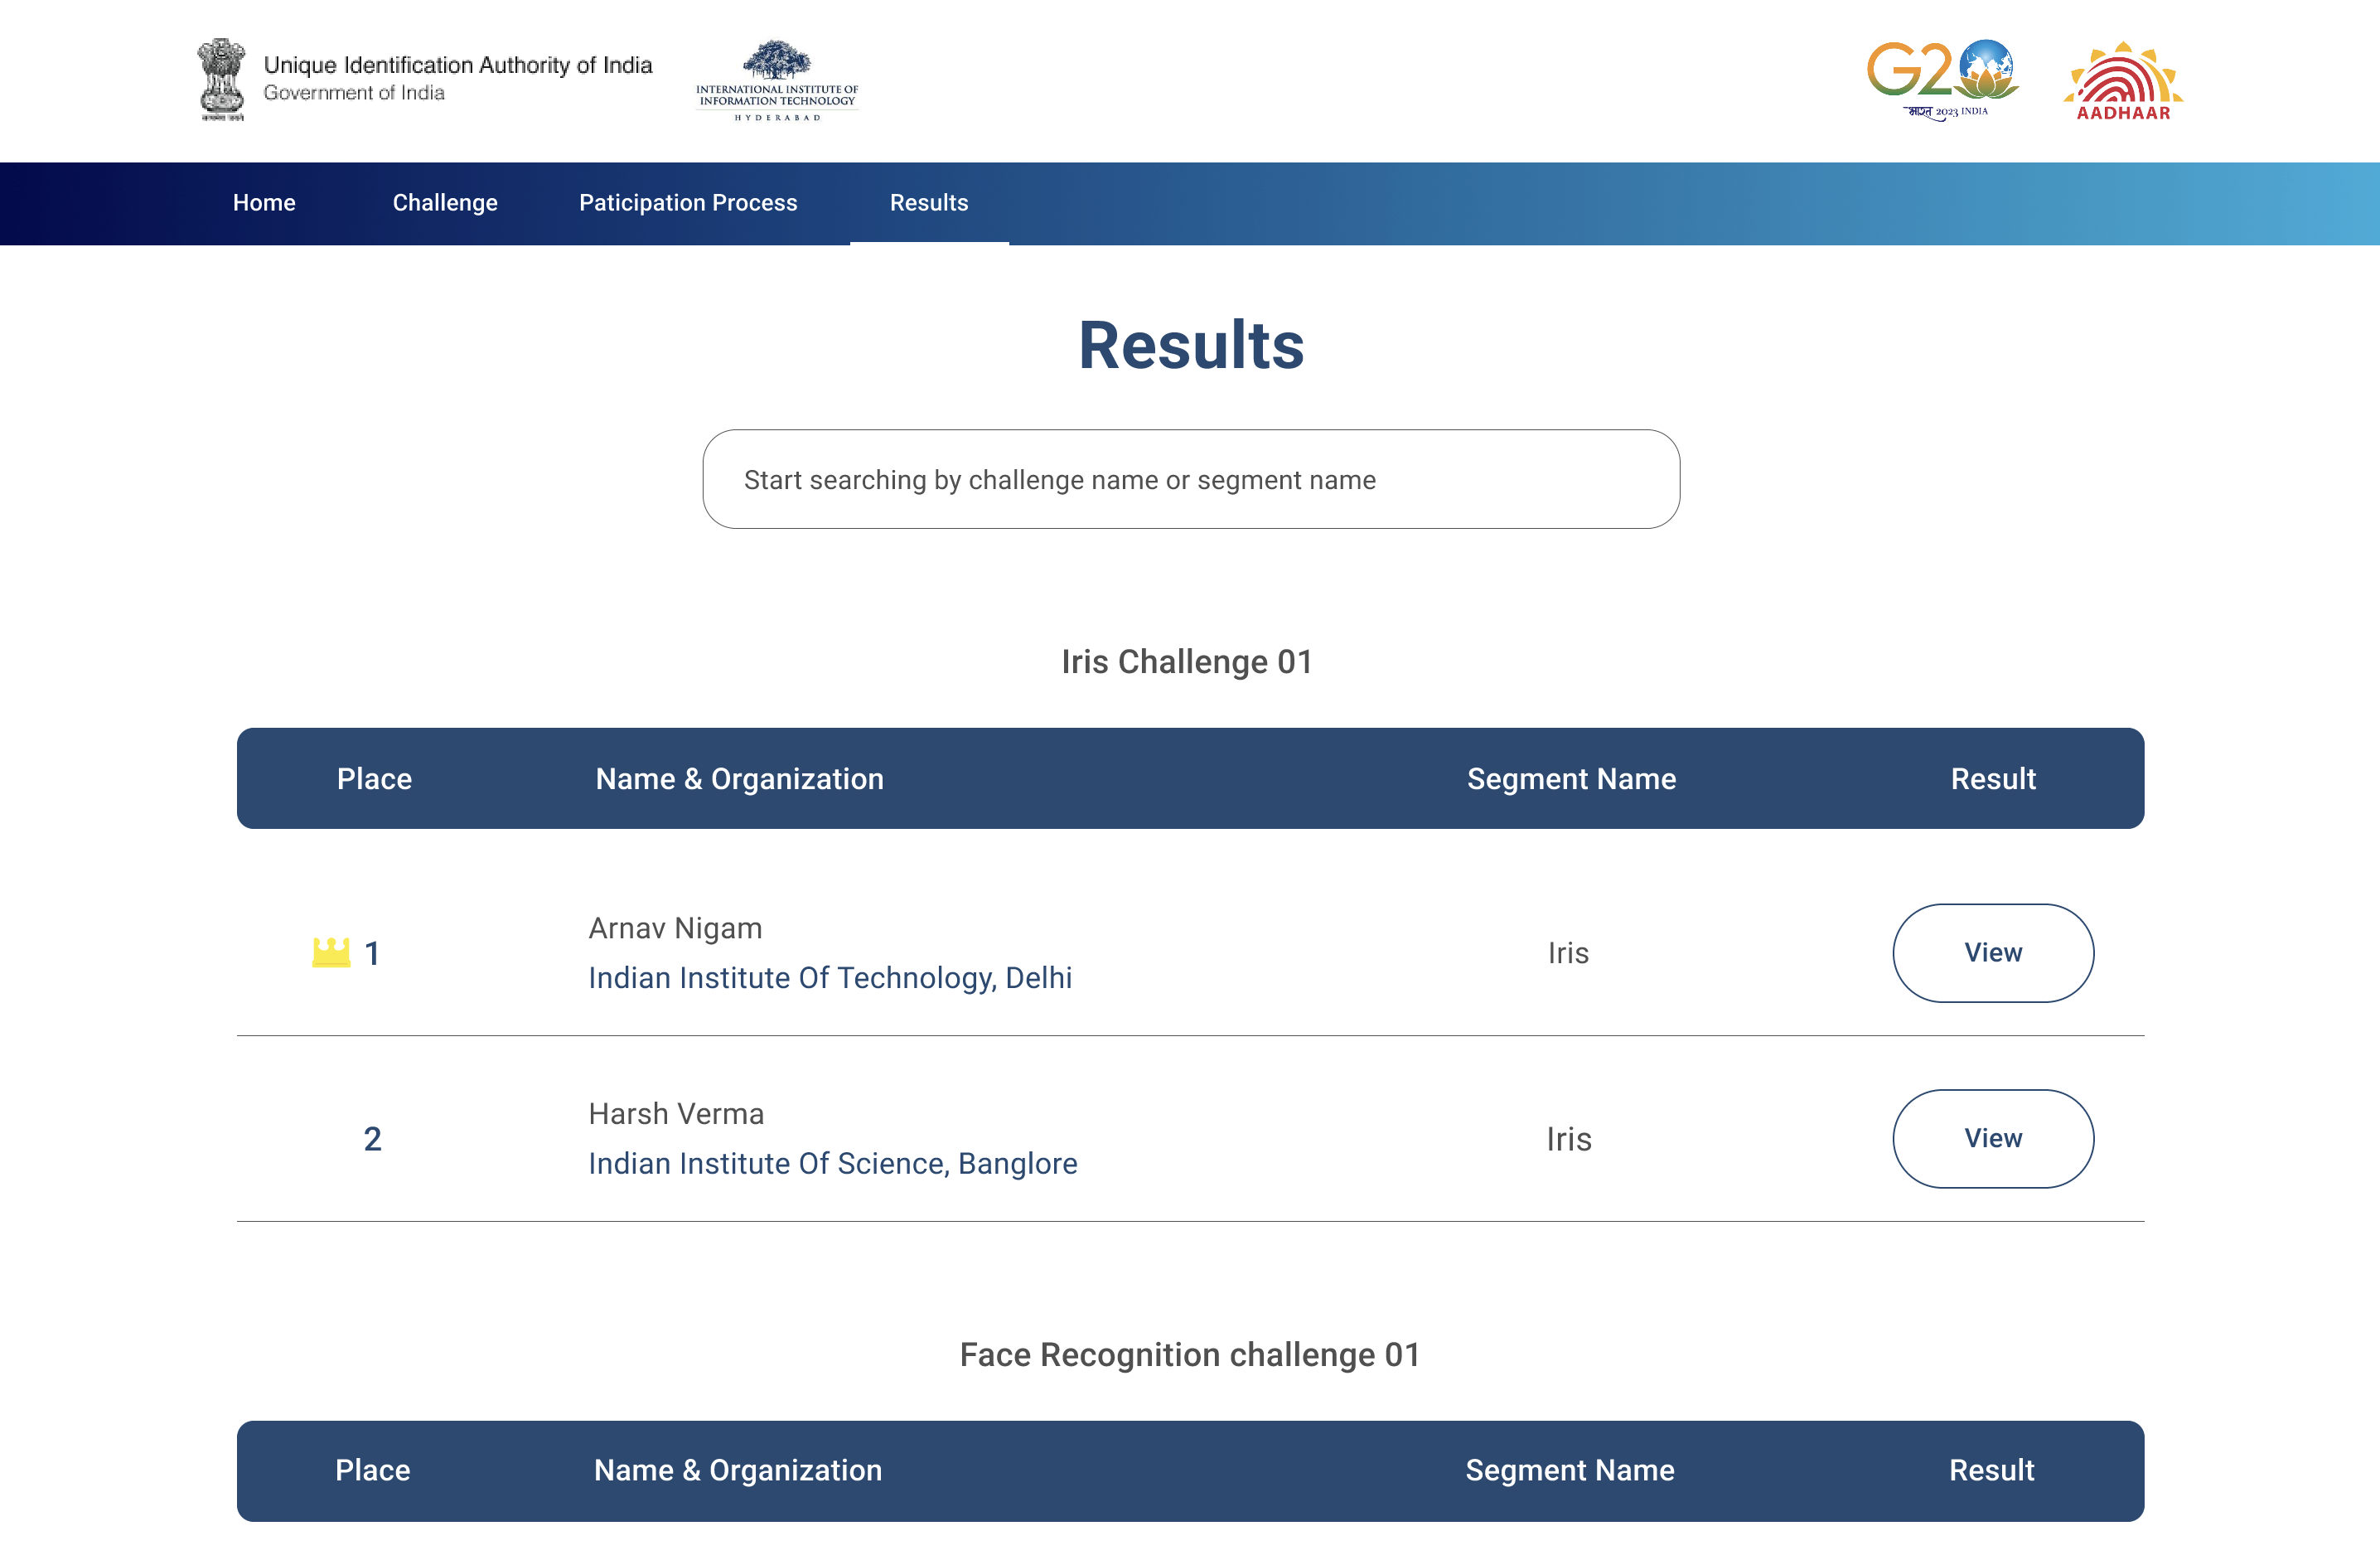 Unique Identification Authority of India
Government of India
INTERNATIONAL INSTITUTE OF
INFORMATION TECHNOLOGY
HYDERABAD
G20
भारत 2023 INDIA
AADHAAR
Home Challenge Paticipation Process Results
Results
Start searching by challenge name or segment name
Iris Challenge 01
Place Name & Organization Segment Name Result
1 Arnav Nigam
Indian Institute Of Technology, Delhi
Iris View
2 Harsh Verma
Indian Institute Of Science, Banglore
Iris View
Face Recognition challenge 01
Place Name & Organization Segment Name Result